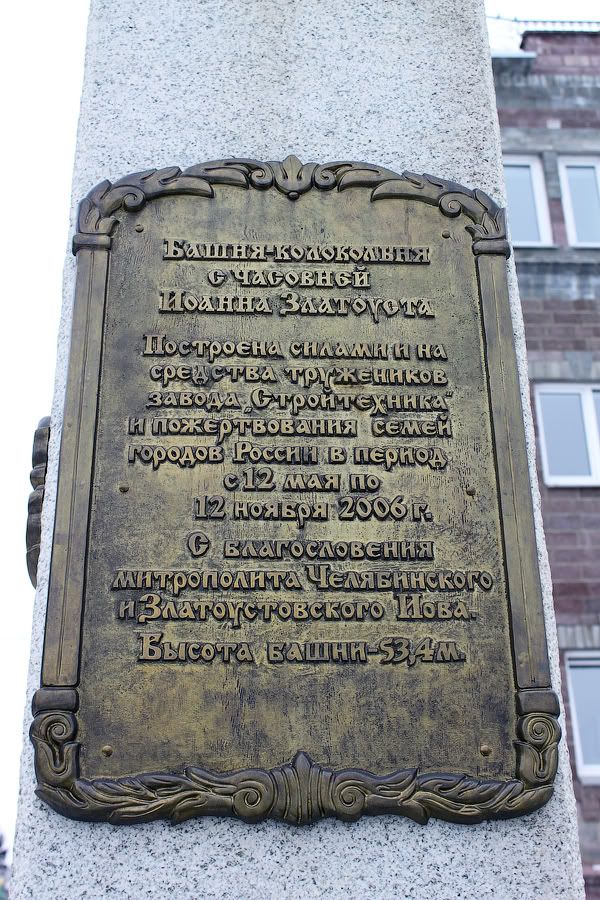 Башня-колокольня
с часовней
Иоанна Златоуста
Построена силами и на
средства тружеников
завода „Стройтехника“
и пожертвования семей
городов России в период
с 12 мая по
12 ноября 2006 г.
С благословения
митрополита Челябинского
и Златоустовского Иова.
Высота башни-53,4м.